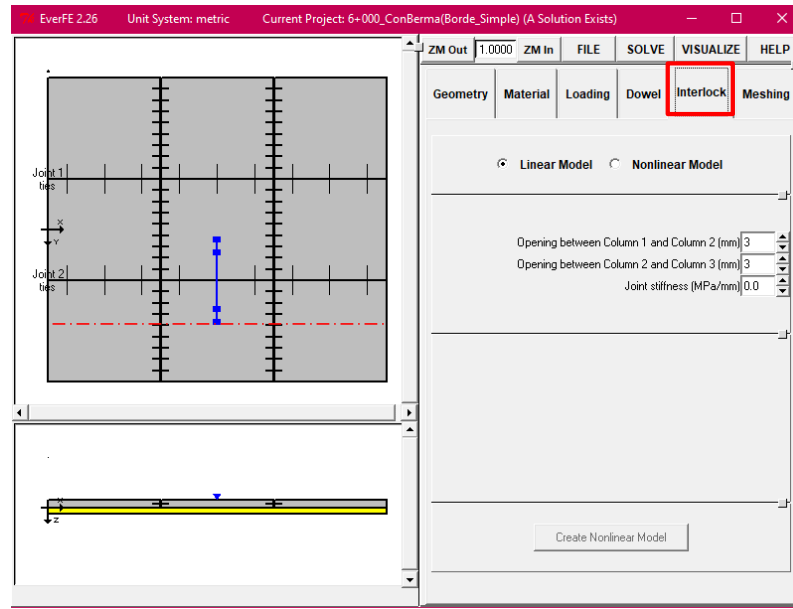 EverFE 2.26 Unit System: metric Current Project: 6+000_ConBerma(Borde_Simple) (A Solution Exists)
ZM Out 1.0000 ZM In FILE SOLVE VISUALIZE HELP
Geometry Material Loading Dowel Interlock Meshing
Linear Model Nonlinear Model
Opening between Column 1 and Column 2 (mm) 3
Opening between Column 2 and Column 3 (mm) 3
Joint stiffness (MPa/mm) 0.0
Create Nonlinear Model
Joint 1
ties
X
Y
Joint 2
ties
X
Z